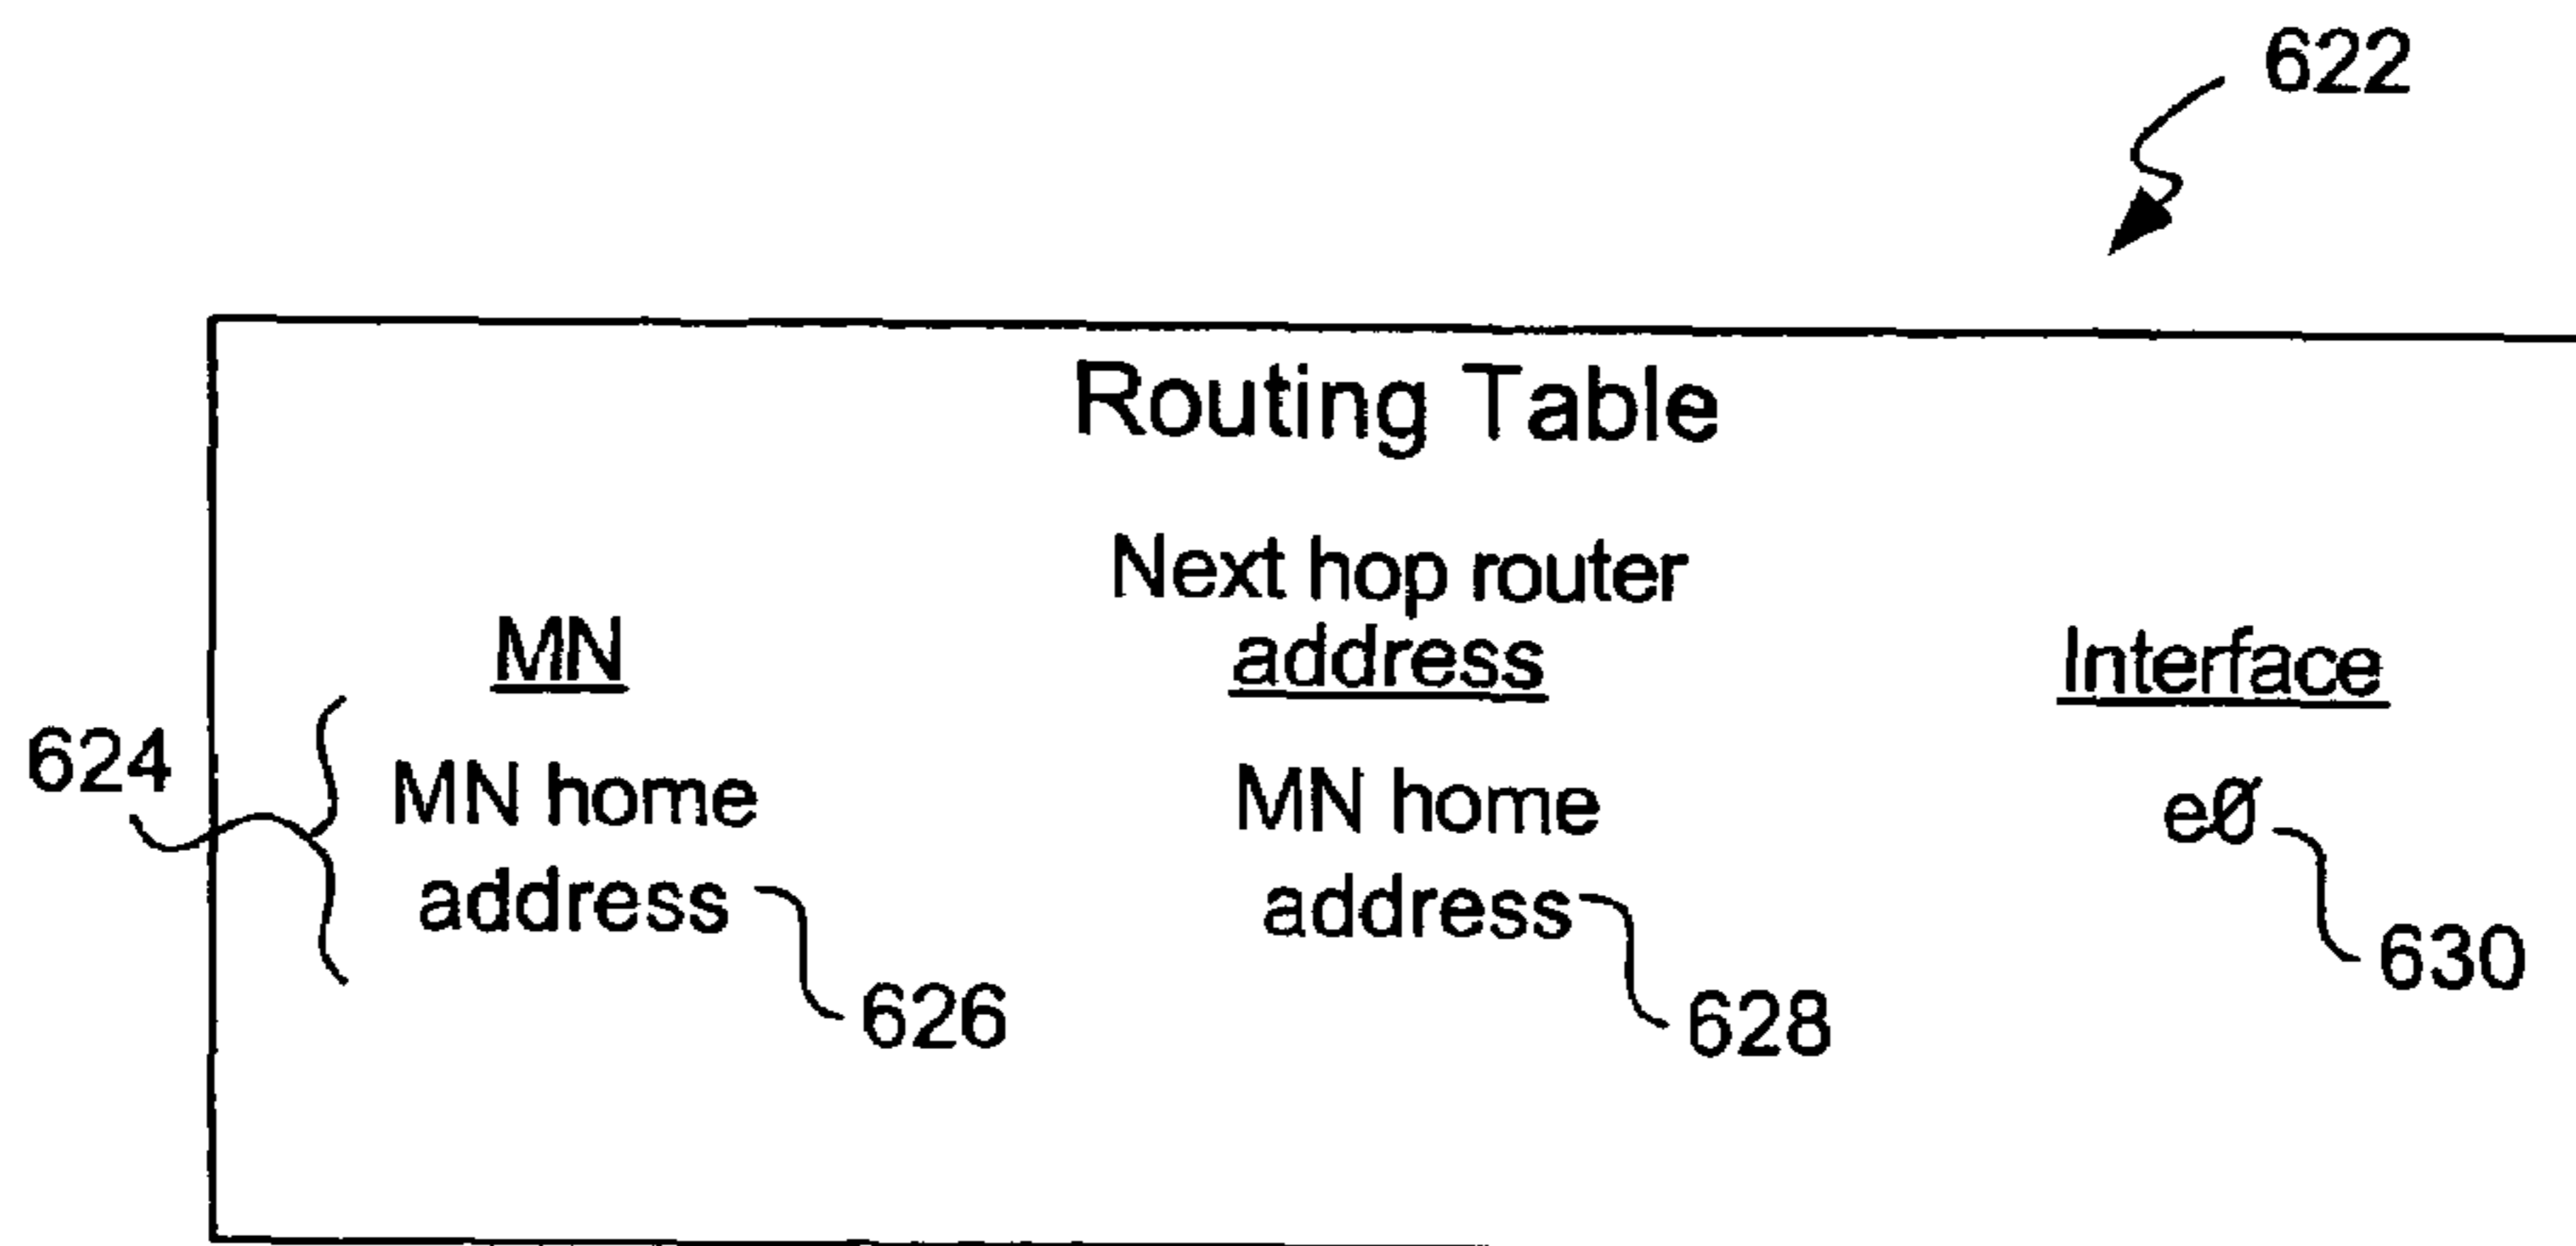 622
Routing Table
Next hop router
MN address Interface
624 MN home MN home eØ
address address
626 628 630